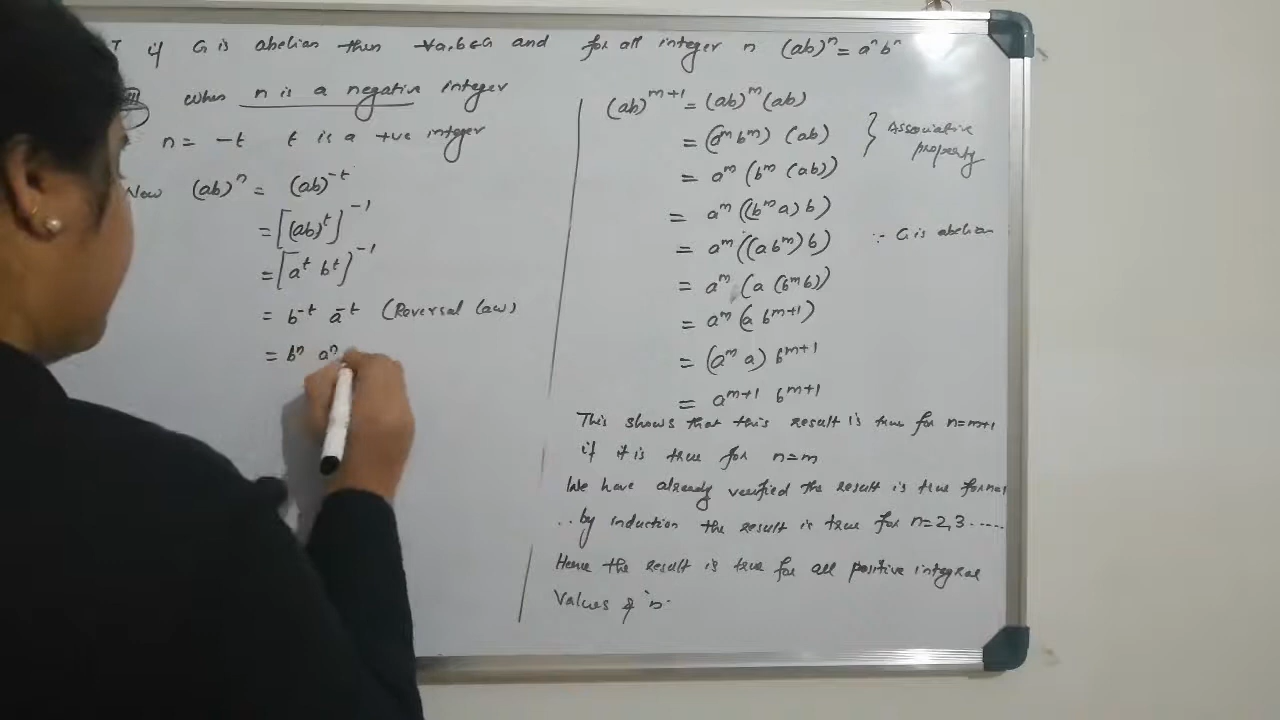 T if G is abelian then ∀a,b∈G and for all integer n (ab)ⁿ = aⁿ bⁿ
when n is a negative integer
n = -t t is a +ve integer
Now (ab)ⁿ = (ab)⁻ᵗ
= [(ab)ᵗ]⁻¹
= [aᵗ bᵗ]⁻¹
= b⁻ᵗ a⁻ᵗ (Reversal law)
= bⁿ aⁿ
(ab)ᵐ⁺¹ = (ab)ᵐ (ab)
= (aᵐ bᵐ) (ab) } Associative
= aᵐ (bᵐ (ab)) property
= aᵐ ((bᵐ a) b)
= aᵐ ((a bᵐ) b) ∵ G is abelian
= aᵐ (a (bᵐ b))
= aᵐ (a bᵐ⁺¹)
= (aᵐ a) bᵐ⁺¹
= aᵐ⁺¹ bᵐ⁺¹
This shows that this result is true for n=m+1
if it is true for n=m
We have already verified the result is true for n=1
∴ by induction the result is true for n=2,3.....
Hence the result is true for all positive integral
values of 'n'